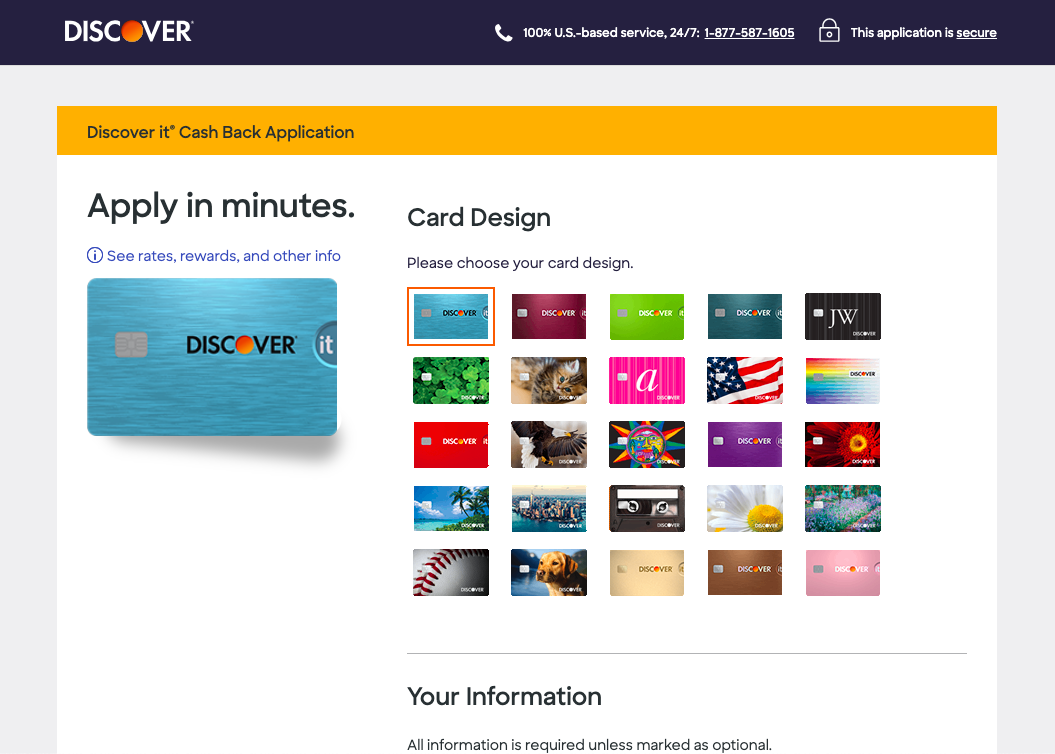 DISCOVER
100% U.S.-based service, 24/7: 1-877-587-1605
This application is secure
Discover it® Cash Back Application
Apply in minutes.
See rates, rewards, and other info
DISCOVER it
Card Design
Please choose your card design.
DISCOVER it
DISCOVER it
DISCOVER it
DISCOVER it
JW DISCOVER
DISCOVER
DISCOVER
a DISCOVER
DISCOVER
DISCOVER
DISCOVER it
DISCOVER
DISCOVER
DISCOVER it
DISCOVER
DISCOVER
DISCOVER
DISCOVER
DISCOVER
DISCOVER
DISCOVER
DISCOVER
DISCOVER it
DISCOVER it
DISCOVER it
Your Information
All information is required unless marked as optional.